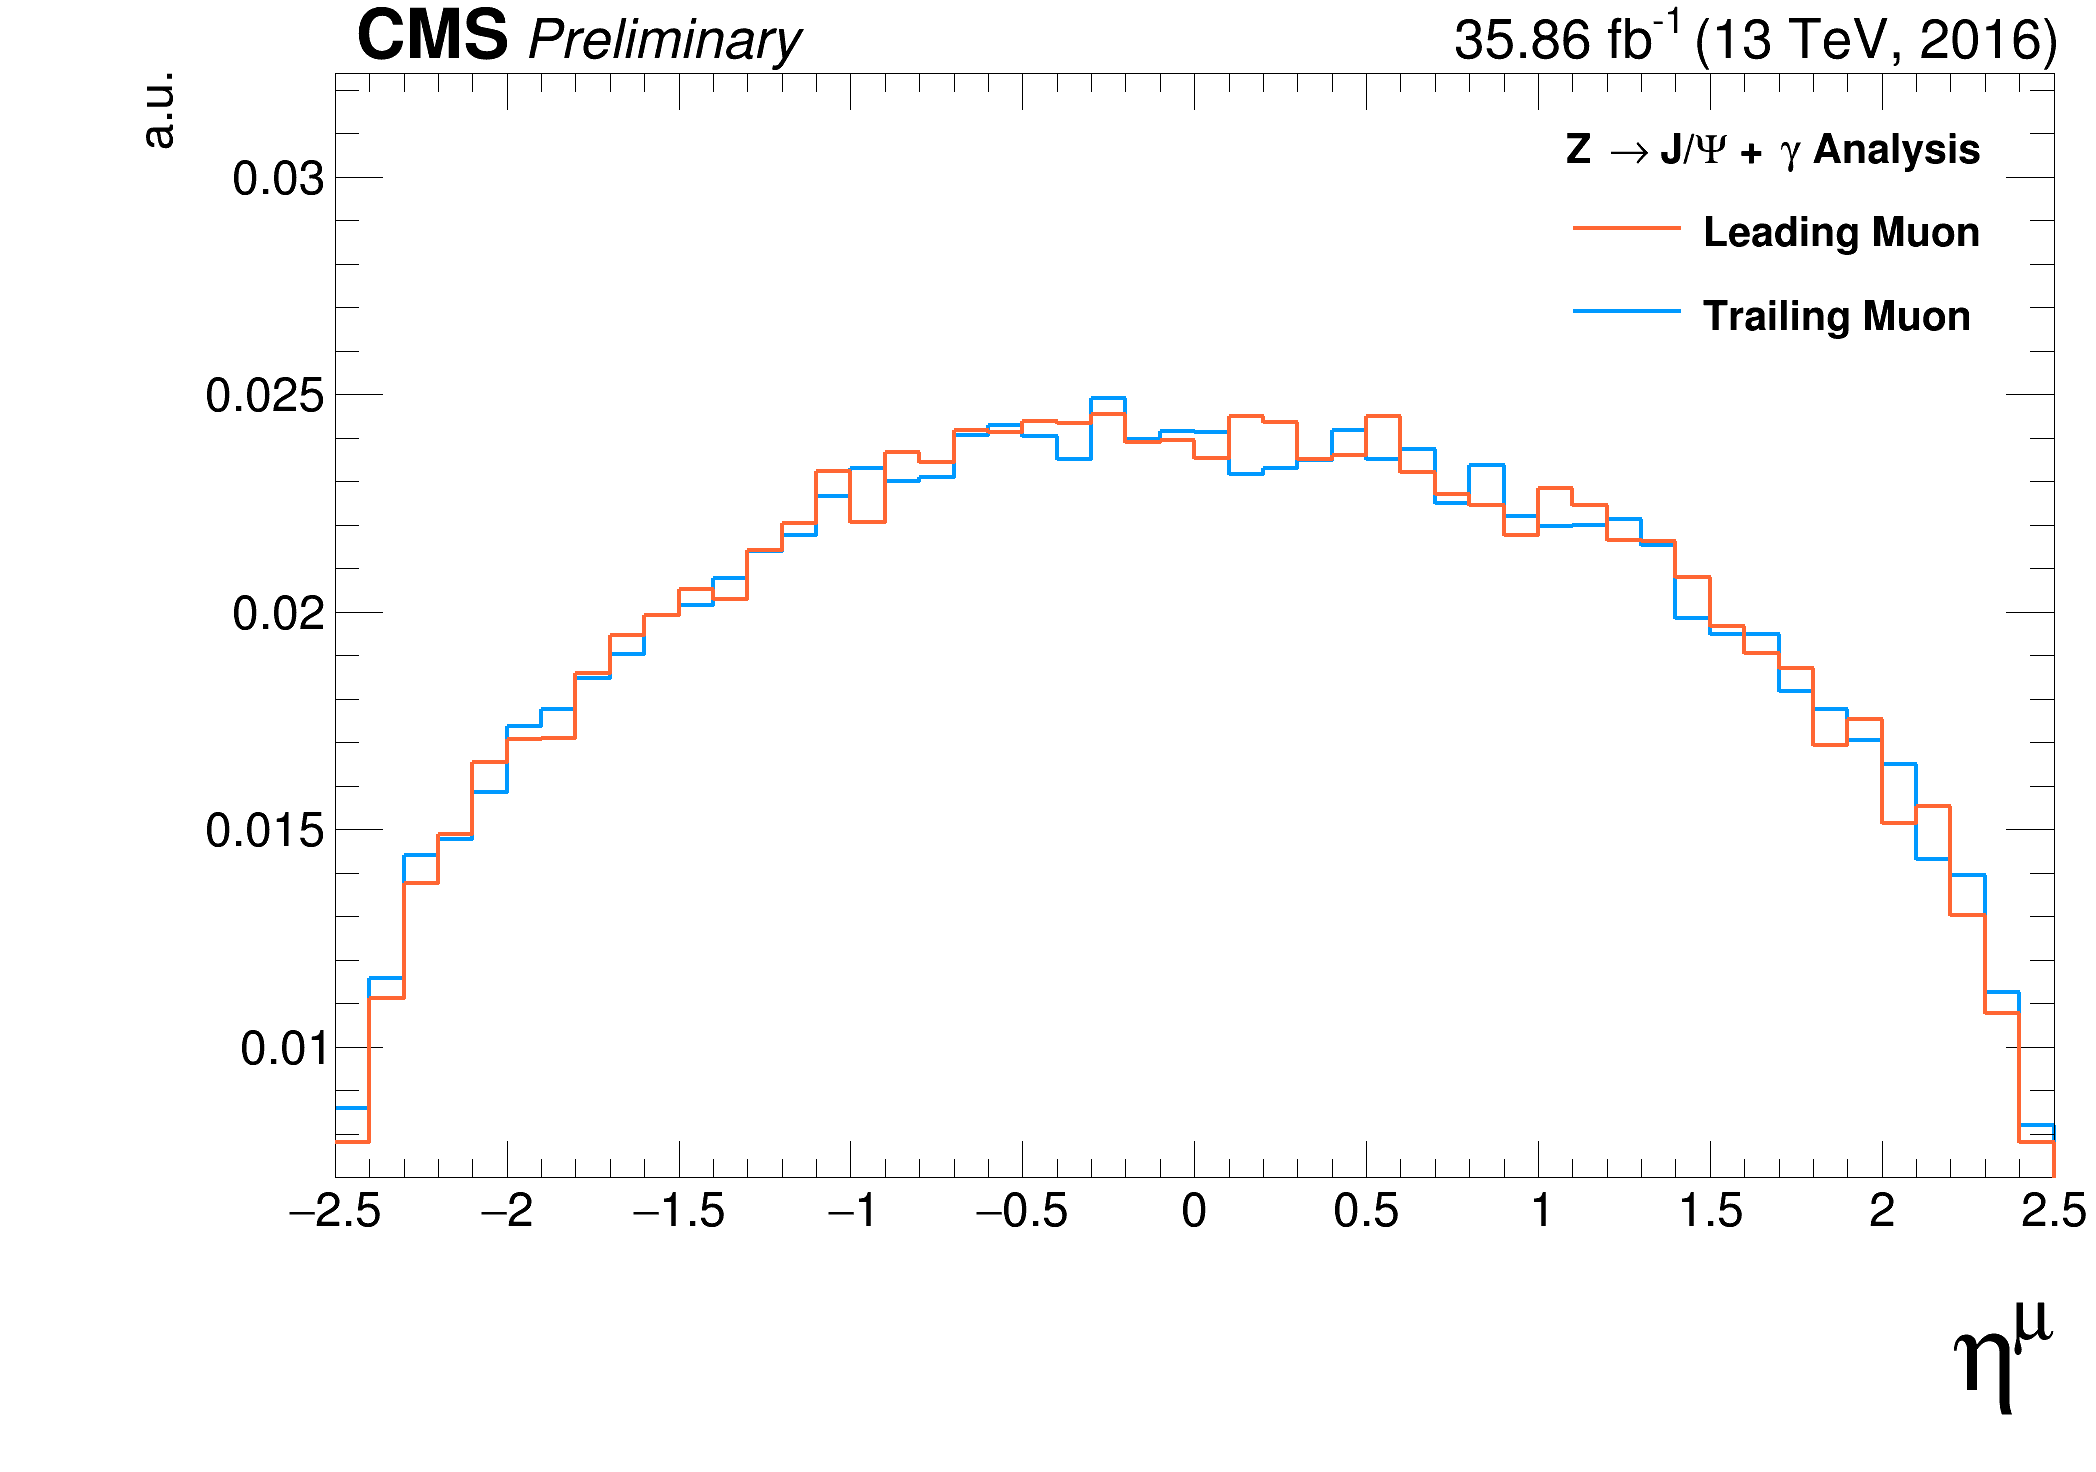 CMS Preliminary
35.86 fb⁻¹ (13 TeV, 2016)
a.u.
Z → J/Ψ + γ Analysis
Leading Muon
Trailing Muon
0.03
0.025
0.02
0.015
0.01
−2.5 −2 −1.5 −1 −0.5 0 0.5 1 1.5 2 2.5
η^μ